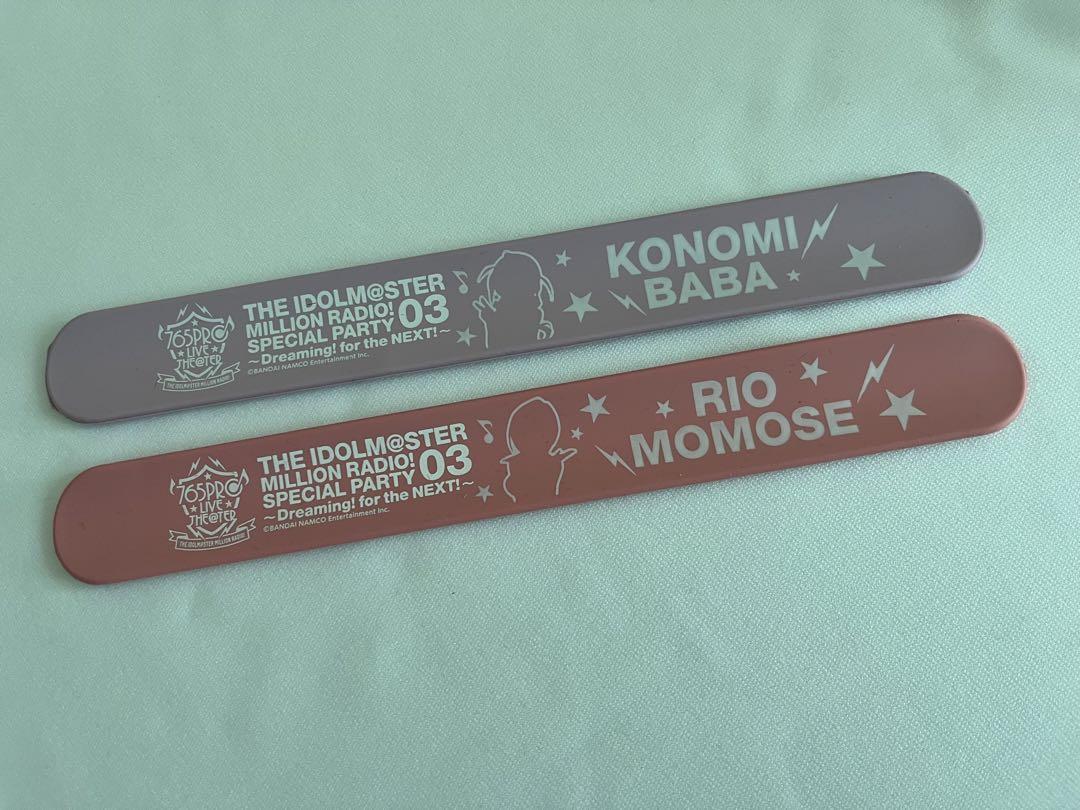 765PRO
LIVE
THE@TER
THE IDOLM@STER MILLION RADIO!
THE IDOLM@STER
MILLION RADIO!
SPECIAL PARTY 03
~Dreaming! for the NEXT!~
©BANDAI NAMCO Entertainment Inc.
KONOMI
BABA
765PRO
LIVE
THE@TER
THE IDOLM@STER MILLION RADIO!
THE IDOLM@STER
MILLION RADIO!
SPECIAL PARTY 03
~Dreaming! for the NEXT!~
©BANDAI NAMCO Entertainment Inc.
RIO
MOMOSE